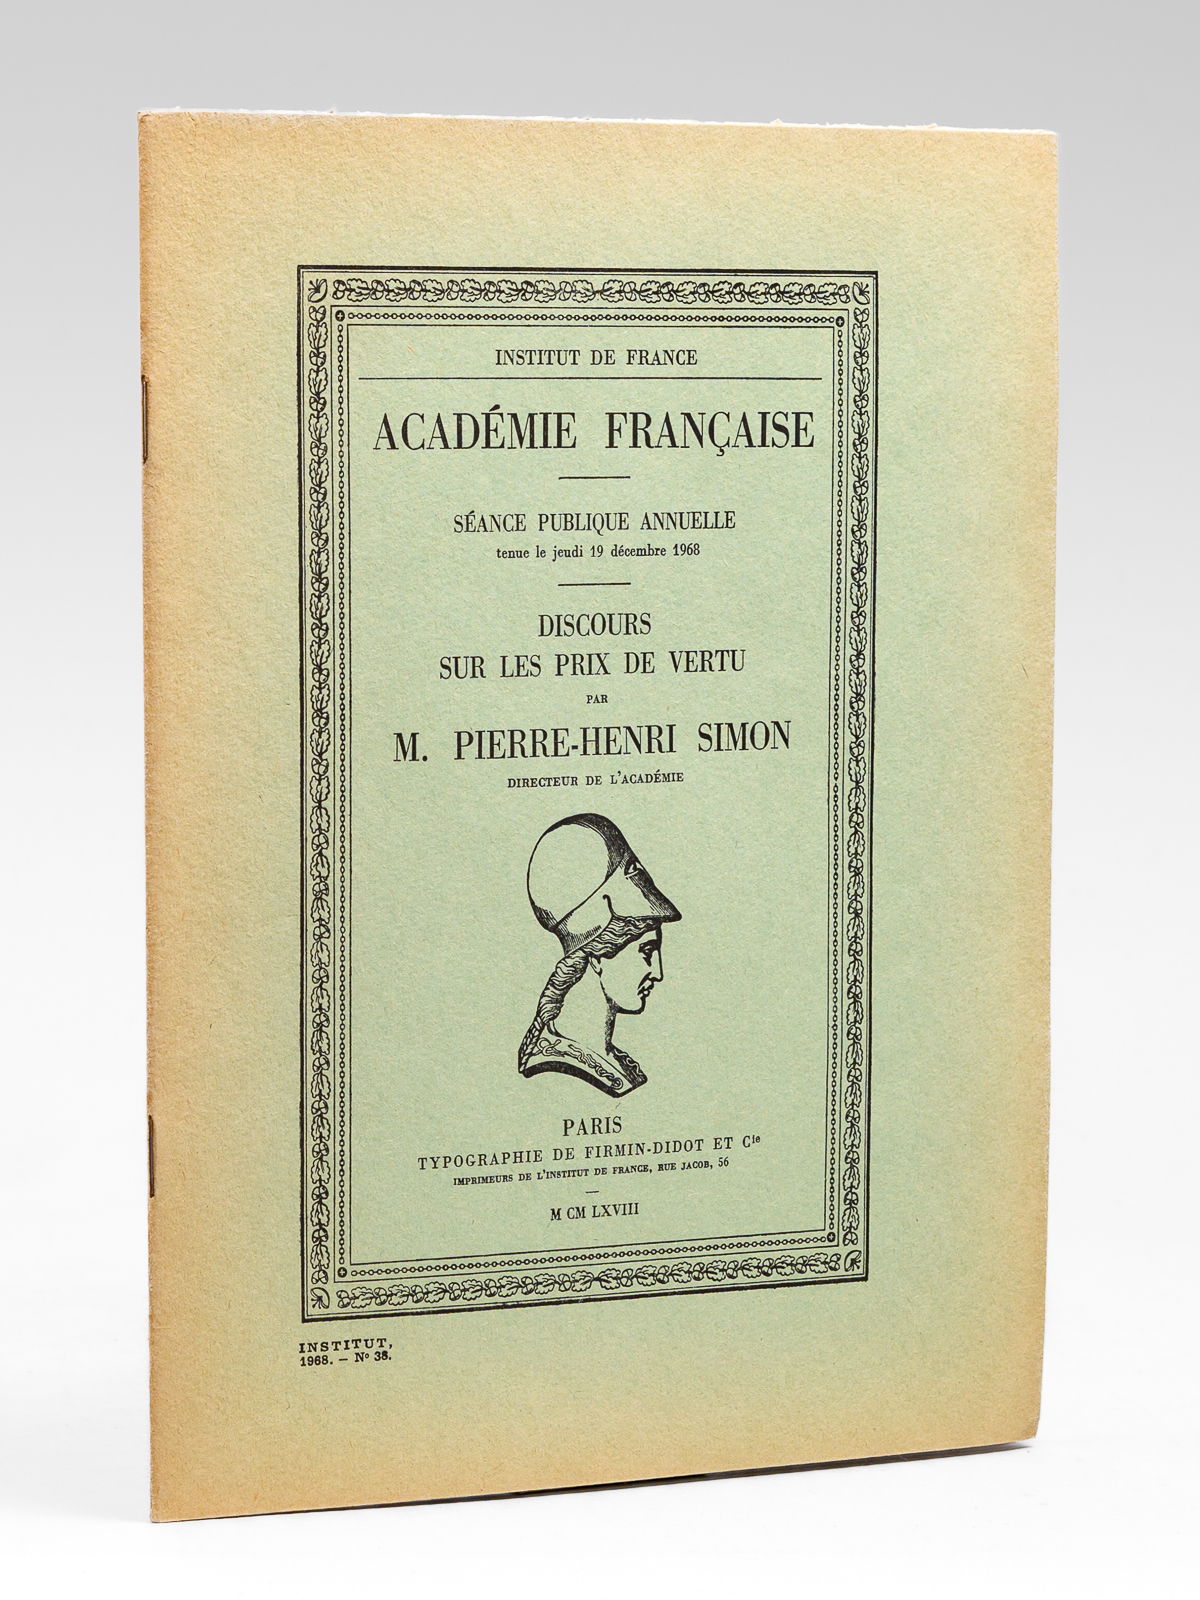 INSTITUT DE FRANCE
ACADÉMIE FRANÇAISE
SÉANCE PUBLIQUE ANNUELLE
tenue le jeudi 19 décembre 1968
DISCOURS
SUR LES PRIX DE VERTU
PAR
M. PIERRE-HENRI SIMON
DIRECTEUR DE L'ACADÉMIE
PARIS
TYPOGRAPHIE DE FIRMIN-DIDOT ET Cie
IMPRIMEURS DE L'INSTITUT DE FRANCE, RUE JACOB, 56
M CM LXVIII
INSTITUT,
1968. — No 38.